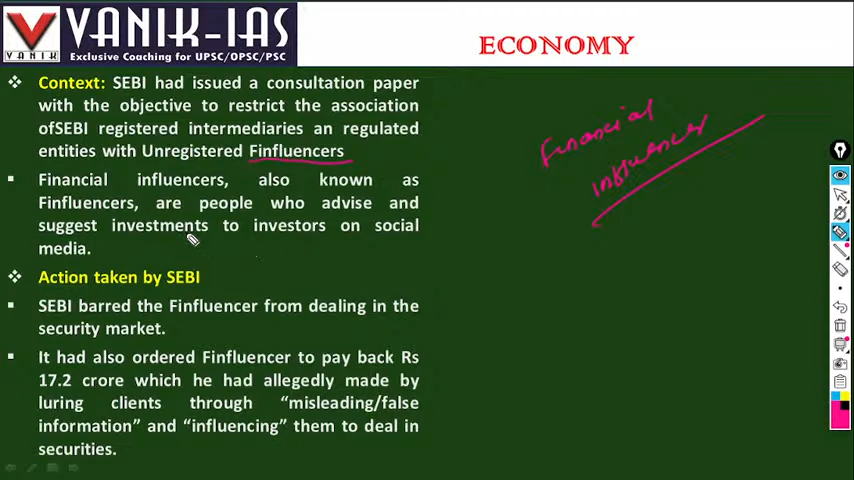 VANIK-IAS
VANIK
Exclusive Coaching for UPSC/OPSC/PSC
ECONOMY
Context: SEBI had issued a consultation paper
with the objective to restrict the association
ofSEBI registered intermediaries an regulated
entities with Unregistered Finfluencers
Financial influencers, also known as
Finfluencers, are people who advise and
suggest investments to investors on social
media.
Action taken by SEBI
SEBI barred the Finfluencer from dealing in the
security market.
It had also ordered Finfluencer to pay back Rs
17.2 crore which he had allegedly made by
luring clients through “misleading/false
information” and “influencing” them to deal in
securities.
Financial
influencer